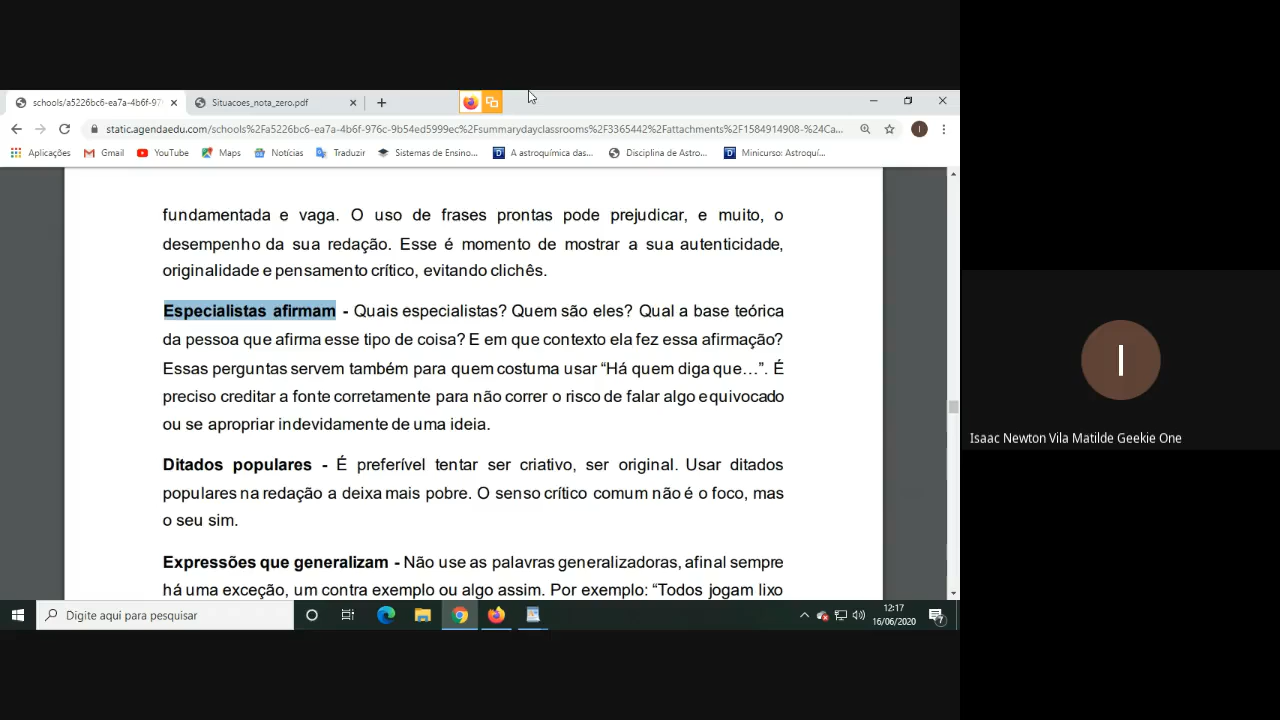 schools/a5226bc6-ea7a-4b6f-97
Situacoes_nota_zero.pdf
static.agendaedu.com/schools%2Fa5226bc6-ea7a-4b6f-976c-9b54ed5999ec%2Fsummarydayclassrooms%2F3365442%2Fattachments%2F1584914908-%24Ca...
I
Aplicações
Gmail
YouTube
Maps
Notícias
Traduzir
Sistemas de Ensino...
A astroquímica das...
Disciplina de Astro...
Minicurso: Astroquí...
fundamentada e vaga. O uso de frases prontas pode prejudicar, e muito, o
desempenho da sua redação. Esse é momento de mostrar a sua autenticidade,
originalidade e pensamento crítico, evitando clichês.
Especialistas afirmam - Quais especialistas? Quem são eles? Qual a base teórica
da pessoa que afirma esse tipo de coisa? E em que contexto ela fez essa afirmação?
Essas perguntas servem também para quem costuma usar “Há quem diga que…”. É
preciso creditar a fonte corretamente para não correr o risco de falar algo equivocado
ou se apropriar indevidamente de uma ideia.
Ditados populares - É preferível tentar ser criativo, ser original. Usar ditados
populares na redação a deixa mais pobre. O senso crítico comum não é o foco, mas
o seu sim.
Expressões que generalizam - Não use as palavras generalizadoras, afinal sempre
há uma exceção, um contra exemplo ou algo assim. Por exemplo: “Todos jogam lixo
Digite aqui para pesquisar
12:17
16/06/2020
7
I
Isaac Newton Vila Matilde Geekie One